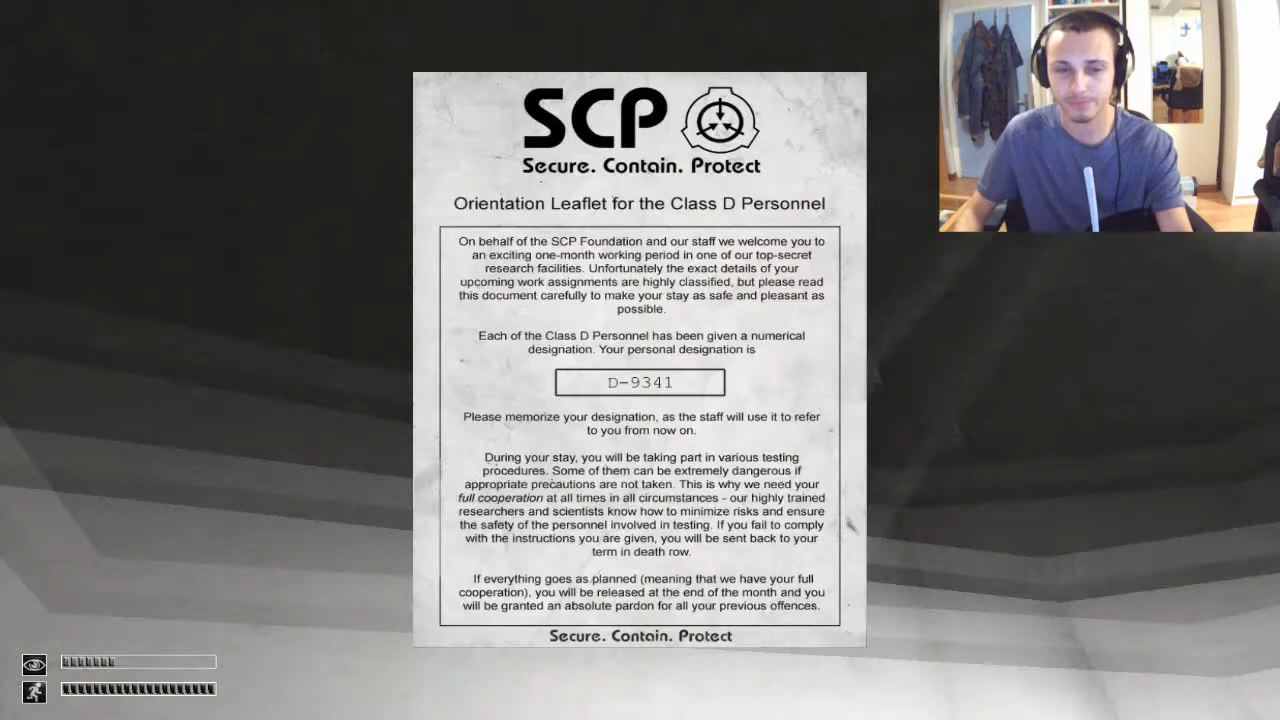 SCP
Secure. Contain. Protect
Orientation Leaflet for the Class D Personnel
On behalf of the SCP Foundation and our staff we welcome you to
an exciting one-month working period in one of our top-secret
research facilities. Unfortunately the exact details of your
upcoming work assignments are highly classified, but please read
this document carefully to make your stay as safe and pleasant as
possible.
Each of the Class D Personnel has been given a numerical
designation. Your personal designation is
D-9341
Please memorize your designation, as the staff will use it to refer
to you from now on.
During your stay, you will be taking part in various testing
procedures. Some of them can be extremely dangerous if
appropriate precautions are not taken. This is why we need your
full cooperation at all times in all circumstances - our highly trained
researchers and scientists know how to minimize risks and ensure
the safety of the personnel involved in testing. If you fail to comply
with the instructions you are given, you will be sent back to your
term in death row.
If everything goes as planned (meaning that we have your full
cooperation), you will be released at the end of the month and you
will be granted an absolute pardon for all your previous offences.
Secure. Contain. Protect